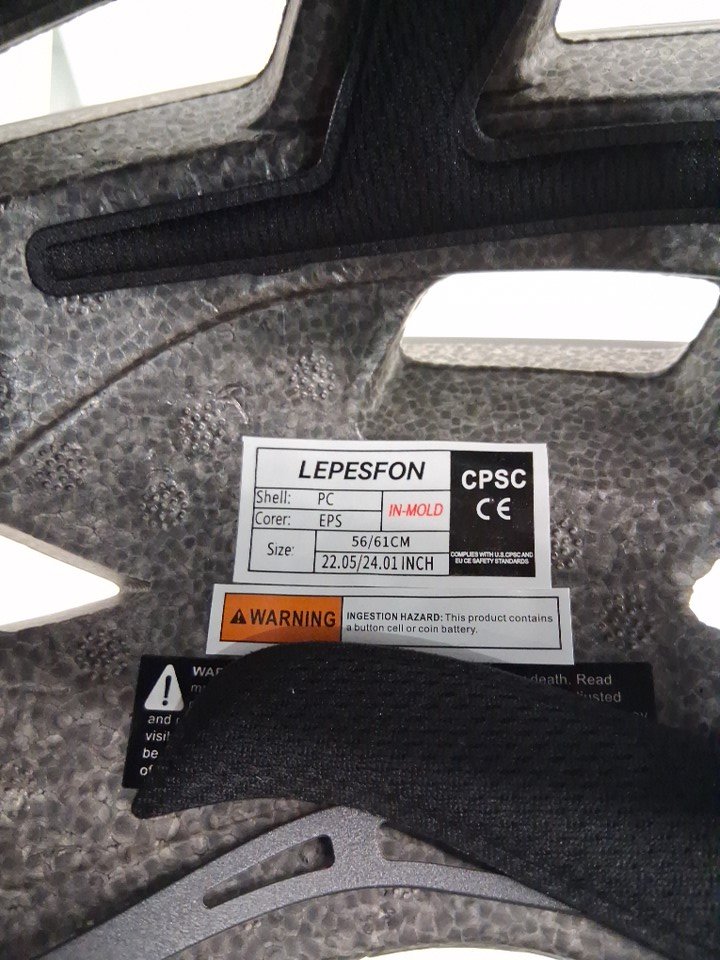 LEPESFON
Shell: PC
IN-MOLD
Corer: EPS
Size: 56/61CM
22.05/24.01 INCH
CPSC
CE
COMPLIES WITH U.S.CPSC AND
EU CE SAFETY STANDARDS
WARNING
INGESTION HAZARD: This product contains
a button cell or coin battery.
death. Read
and
be
of